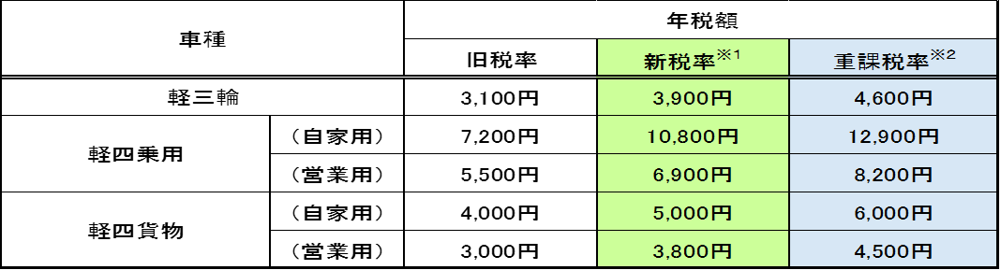 車種 年税額
旧税率 新税率※1 重課税率※2
軽三輪 3,100円 3,900円 4,600円
軽四乗用 （自家用） 7,200円 10,800円 12,900円
（営業用） 5,500円 6,900円 8,200円
軽四貨物 （自家用） 4,000円 5,000円 6,000円
（営業用） 3,000円 3,800円 4,500円